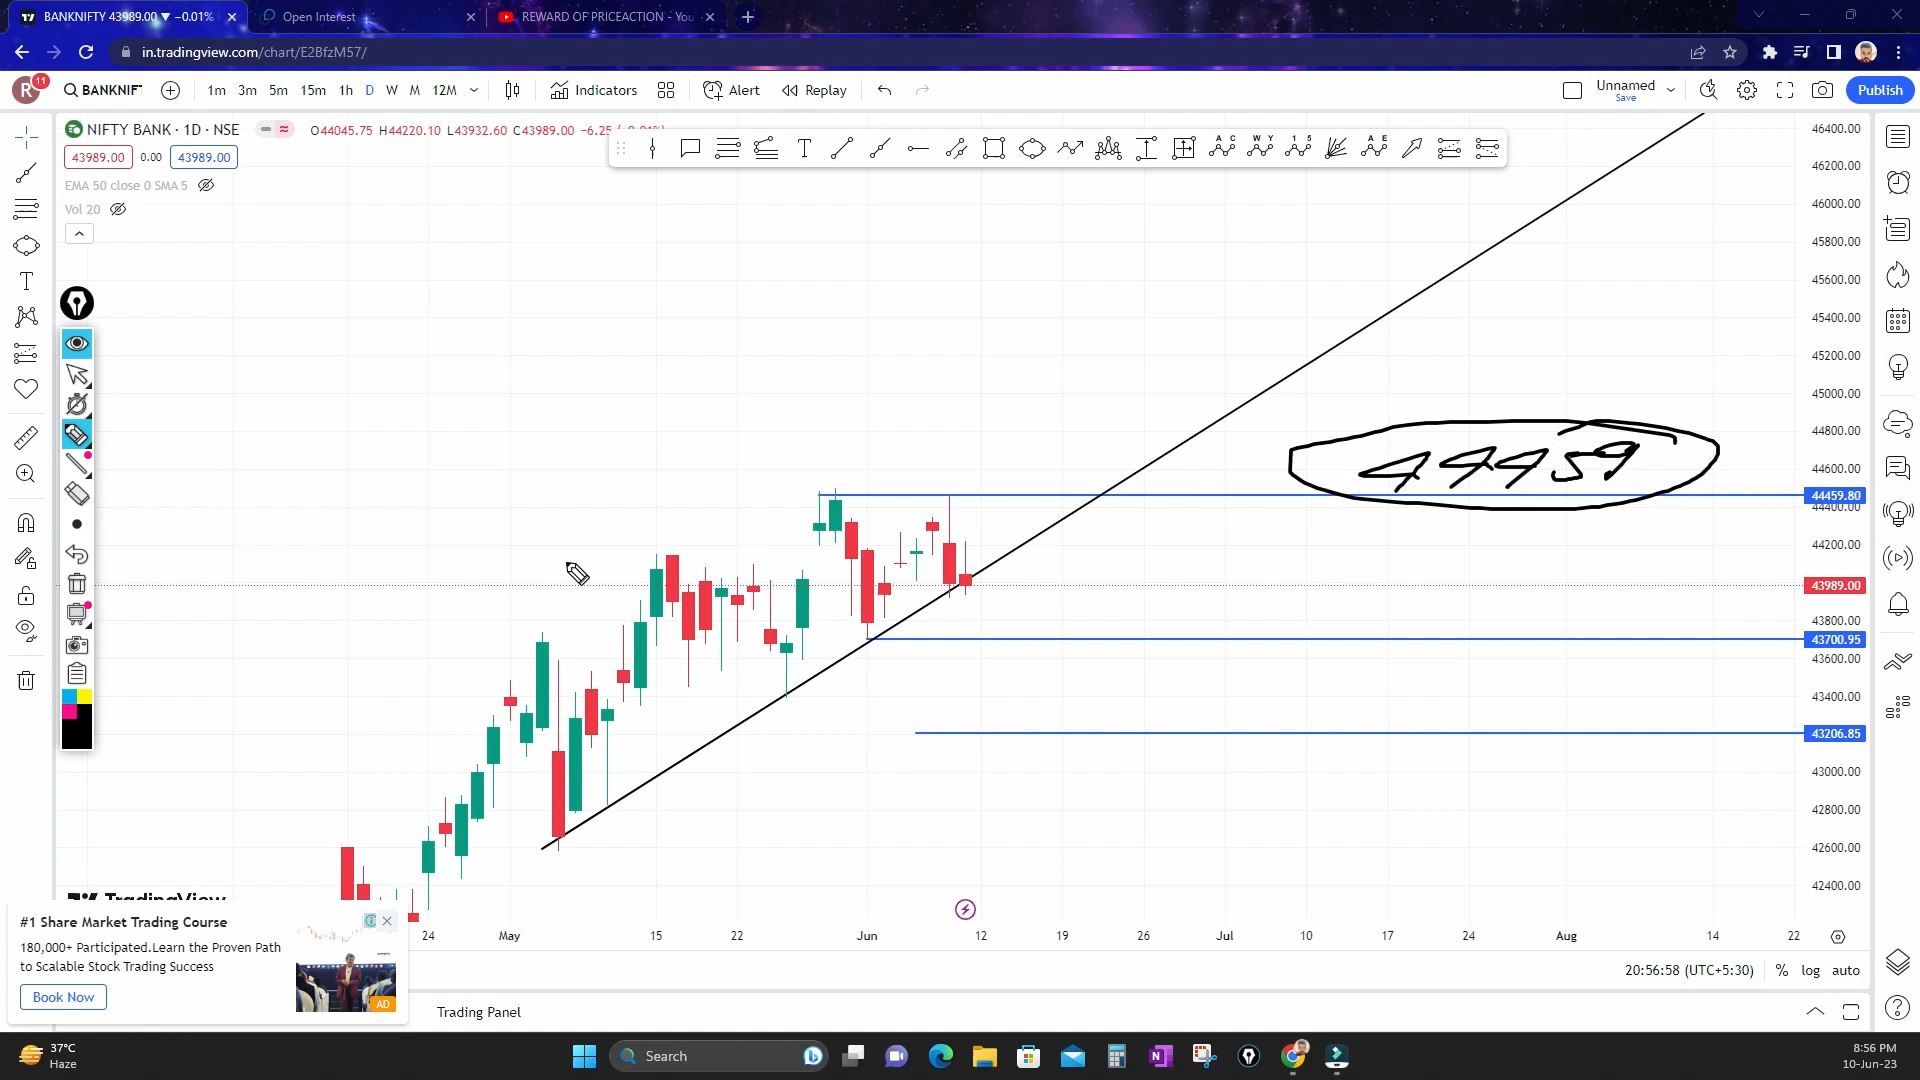 BANKNIFTY 43989.00 ▼ −0.01%
Open Interest
REWARD OF PRICEACTION - You
in.tradingview.com/chart/E2BfzM57/
R
11
BANKNIF
1m 3m 5m 15m 1h D W M 12M
Indicators
Alert
Replay
Unnamed
Save
Publish
NIFTY BANK · 1D · NSE
O44045.75 H44220.10 L43932.60 C43989.00 −6.25
43989.00 0.00 43989.00
EMA 50 close 0 SMA 5
Vol 20
A C
W Y
1 5
A E
46400.00
46200.00
46000.00
45800.00
45600.00
45400.00
45200.00
45000.00
44800.00
44600.00
44459.80
44400.00
44200.00
43989.00
43800.00
43700.95
43600.00
43400.00
43206.85
43000.00
42800.00
42600.00
42400.00
44459
24 May 15 22 Jun 12 19 26 Jul 10 17 24 Aug 14 22
#1 Share Market Trading Course
180,000+ Participated.Learn the Proven Path
to Scalable Stock Trading Success
Book Now
AD
20:56:58 (UTC+5:30)
% log auto
Trading Panel
37°C
Haze
Search
8:56 PM
10-Jun-23